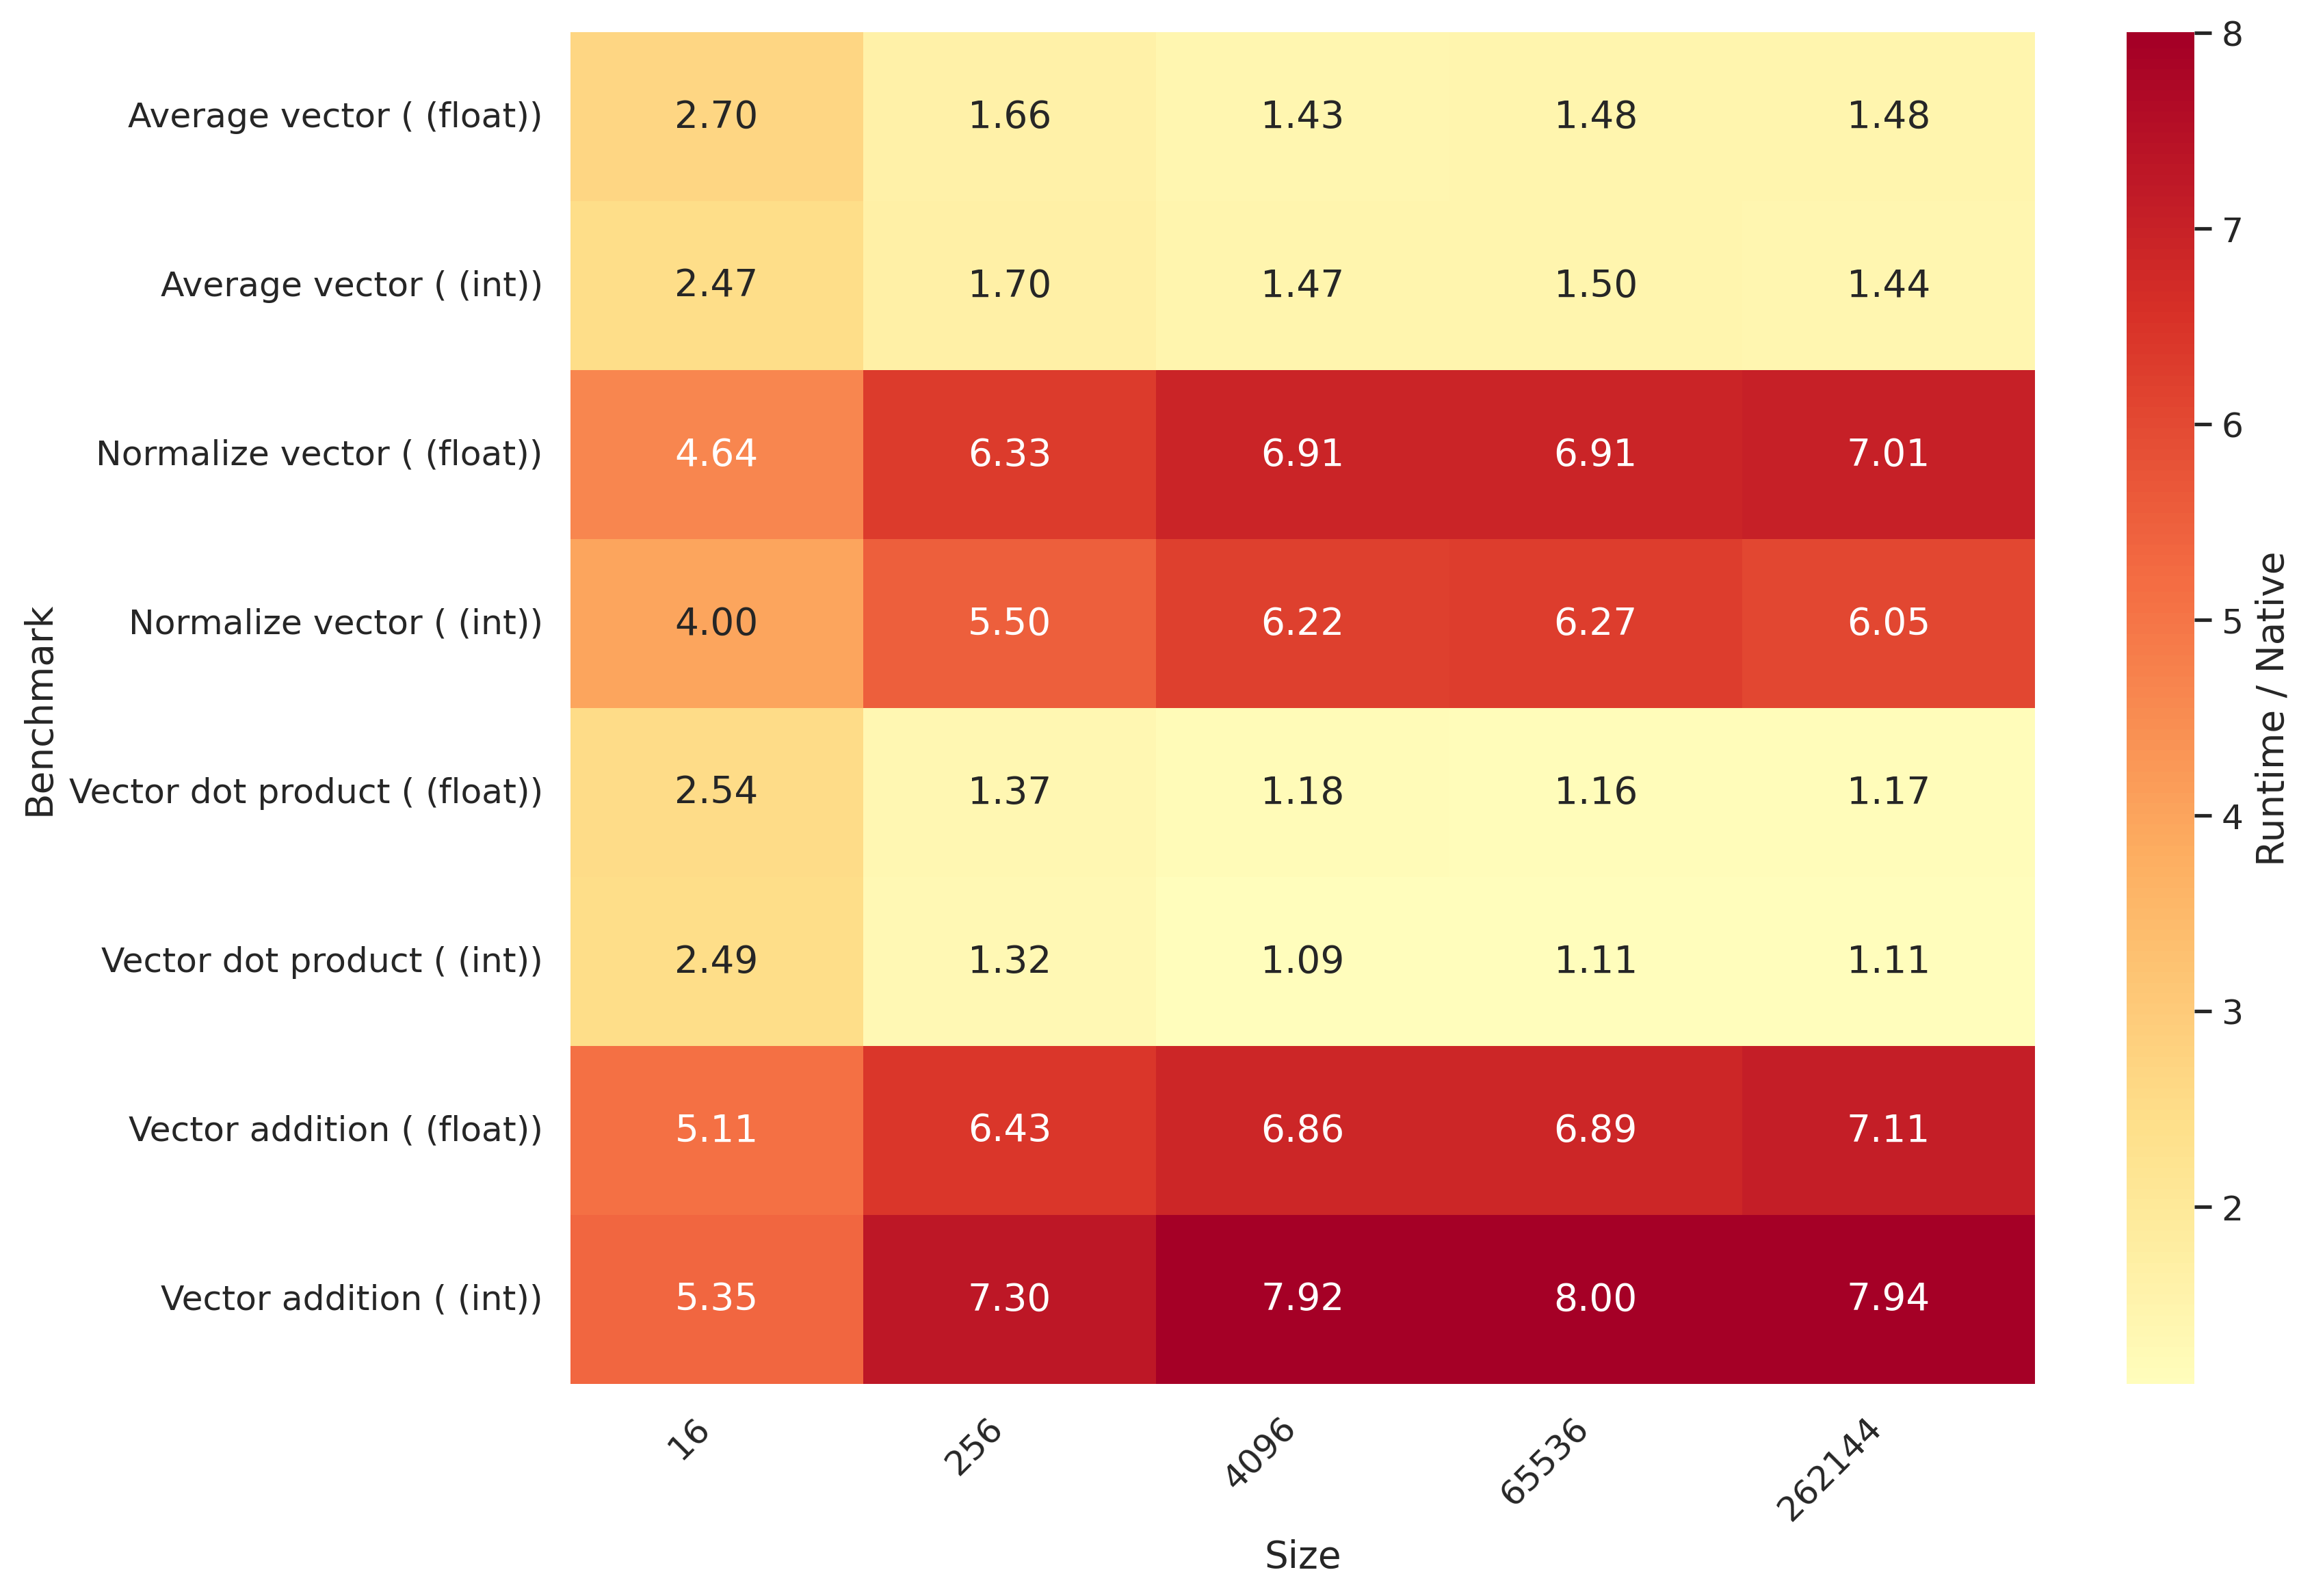 Benchmark
Average vector ( (float)) 2.70 1.66 1.43 1.48 1.48
Average vector ( (int)) 2.47 1.70 1.47 1.50 1.44
Normalize vector ( (float)) 4.64 6.33 6.91 6.91 7.01
Normalize vector ( (int)) 4.00 5.50 6.22 6.27 6.05
Vector dot product ( (float)) 2.54 1.37 1.18 1.16 1.17
Vector dot product ( (int)) 2.49 1.32 1.09 1.11 1.11
Vector addition ( (float)) 5.11 6.43 6.86 6.89 7.11
Vector addition ( (int)) 5.35 7.30 7.92 8.00 7.94
16 256 4096 65536 262144
Size
8
7
6
5
4
3
2
Runtime / Native